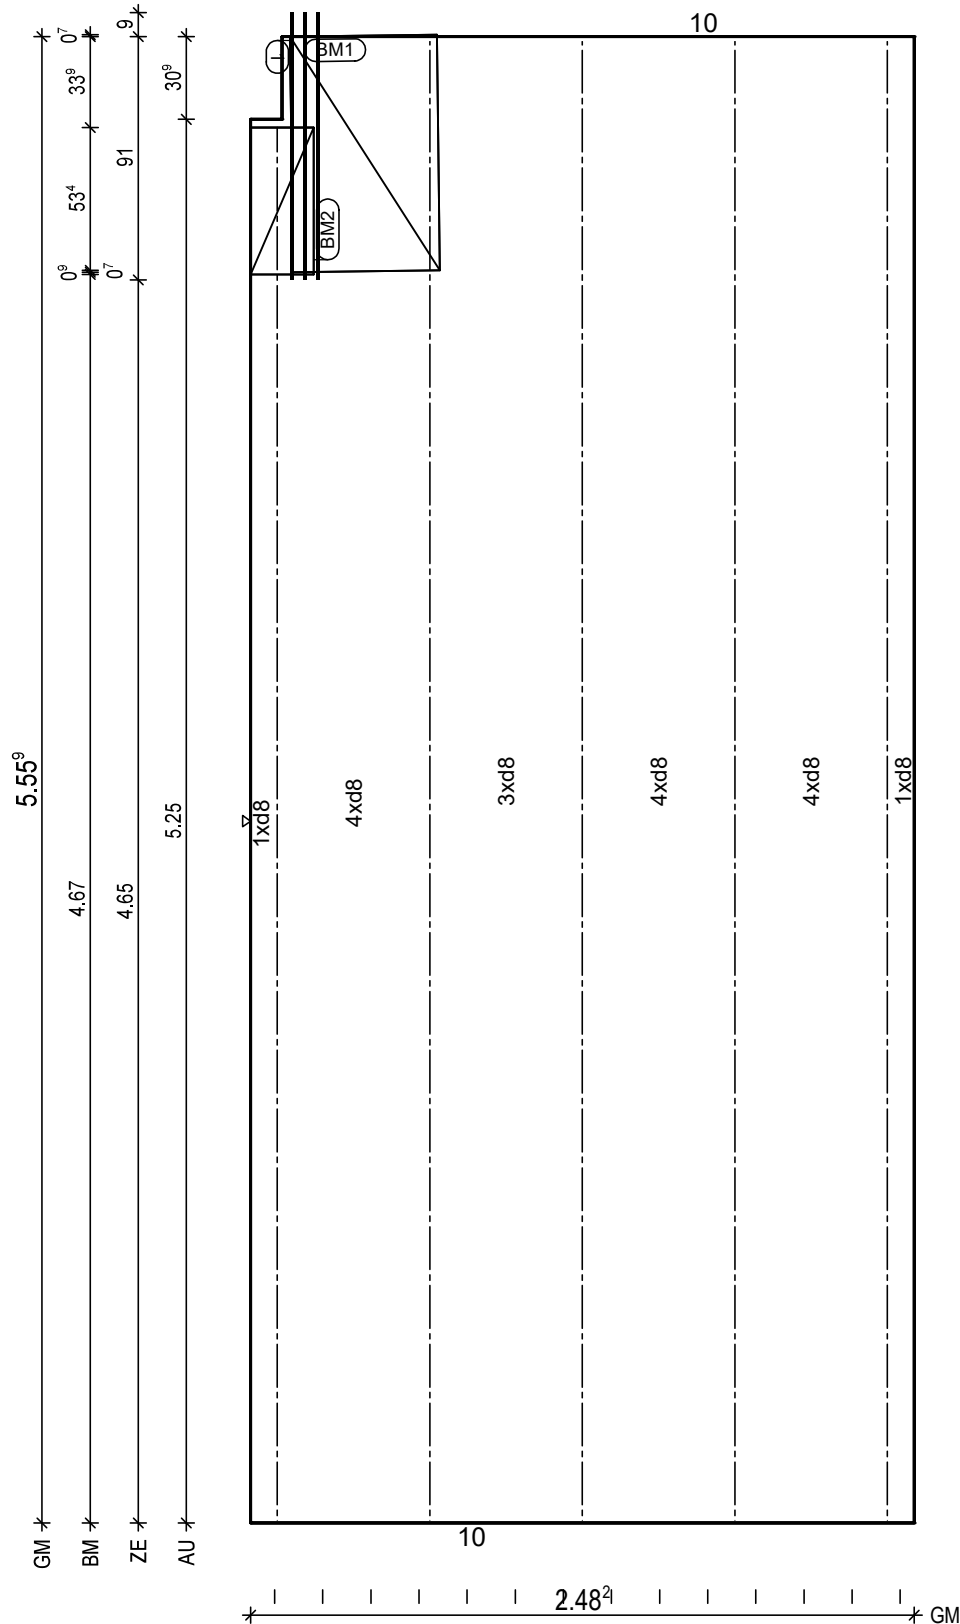 10
9
0⁷
33⁹
30⁹
BM1
91
53⁴
BM2
0⁹
0⁷
5.55⁹
4.67
4.65
5.25
1xd8
4xd8
3xd8
4xd8
4xd8
1xd8
10
GM
BM
ZE
AU
2.48²
GM